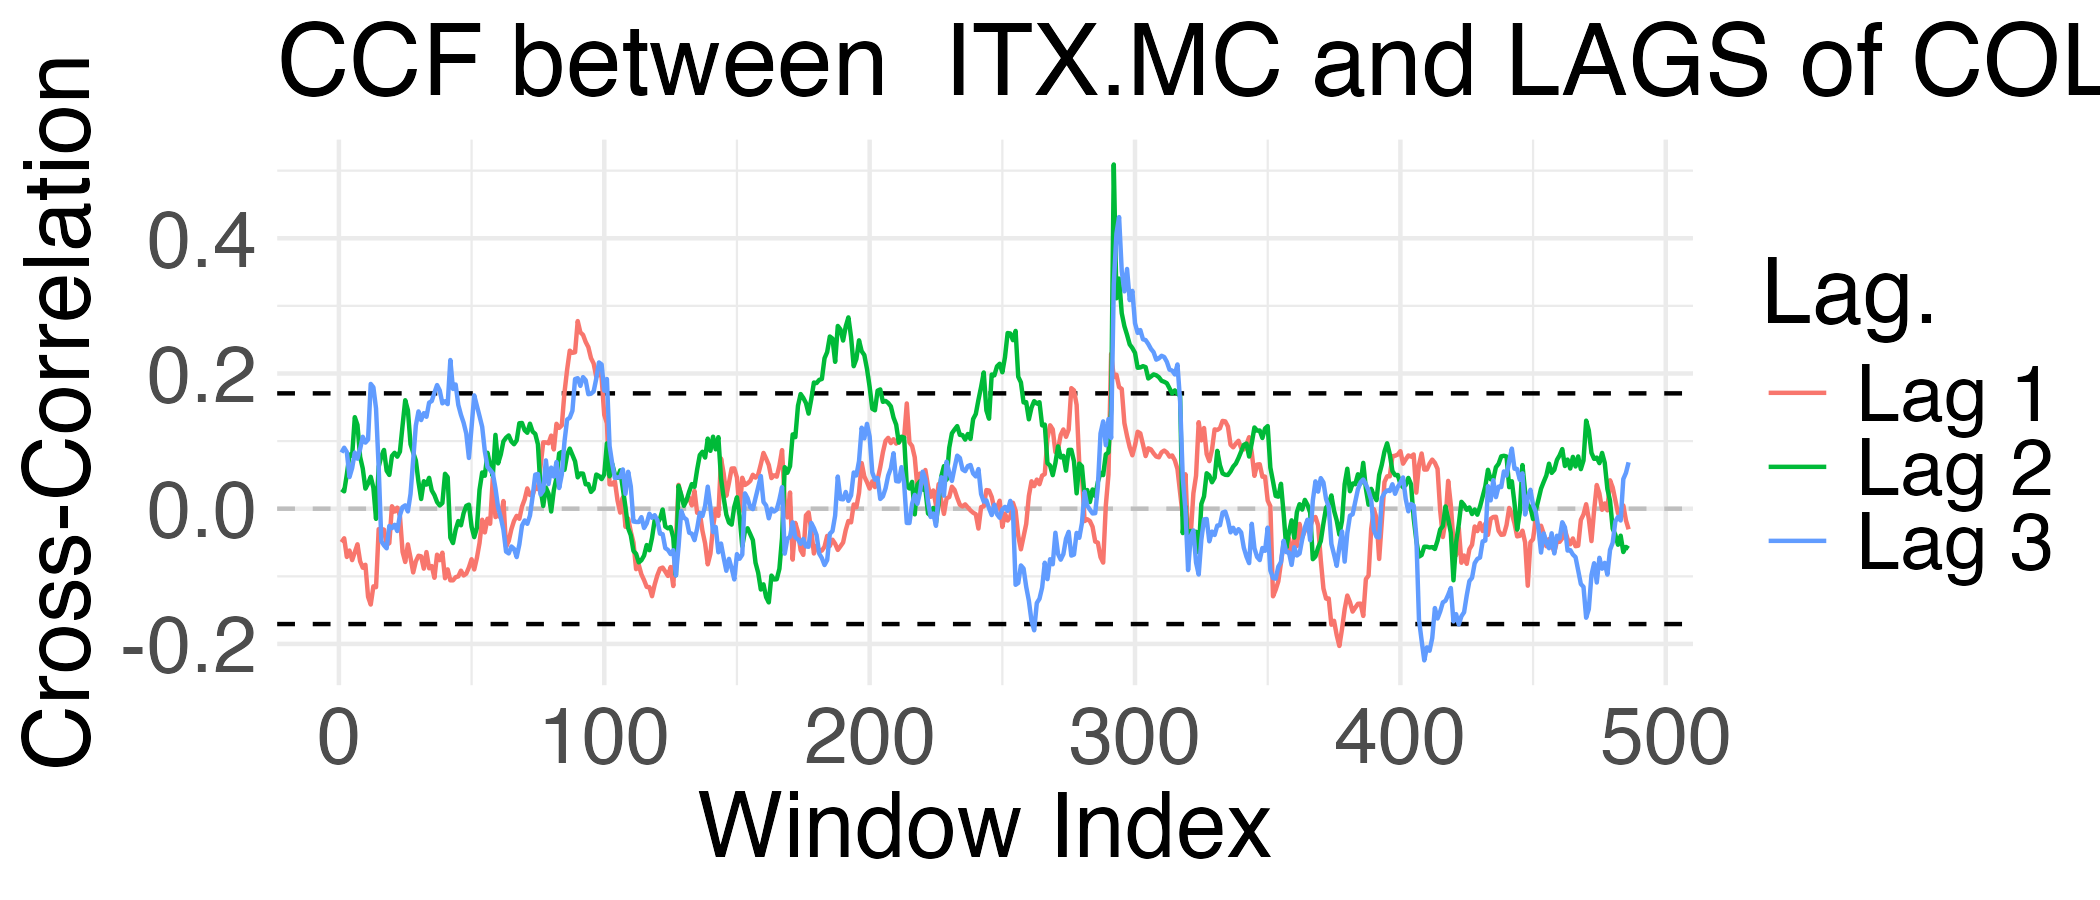 CCF between  ITX.MC and LAGS of COL
Cross-Correlation
0.4
0.2
0.0
-0.2
0 100 200 300 400 500
Window Index
Lag.
Lag 1
Lag 2
Lag 3